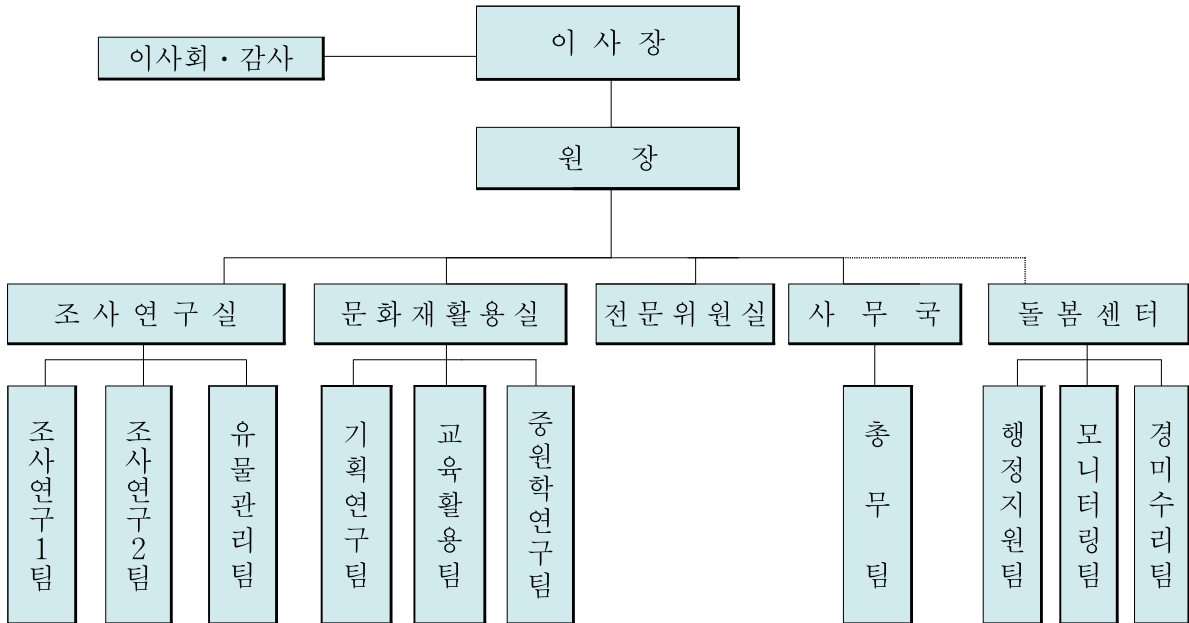 이 사 장
이사회·감사
원 장
조사연구실
문화재활용실
전문위원실
사 무 국
돌봄센터
조사연구1팀
조사연구2팀
유물관리팀
기획연구팀
교육활용팀
중원학연구팀
총 무 팀
행정지원팀
모니터링팀
경미수리팀